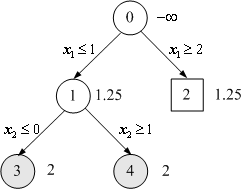 0 −∞
x₁ ≤ 1 x₁ ≥ 2
1 1.25 2 1.25
x₂ ≤ 0 x₂ ≥ 1
3 2 4 2